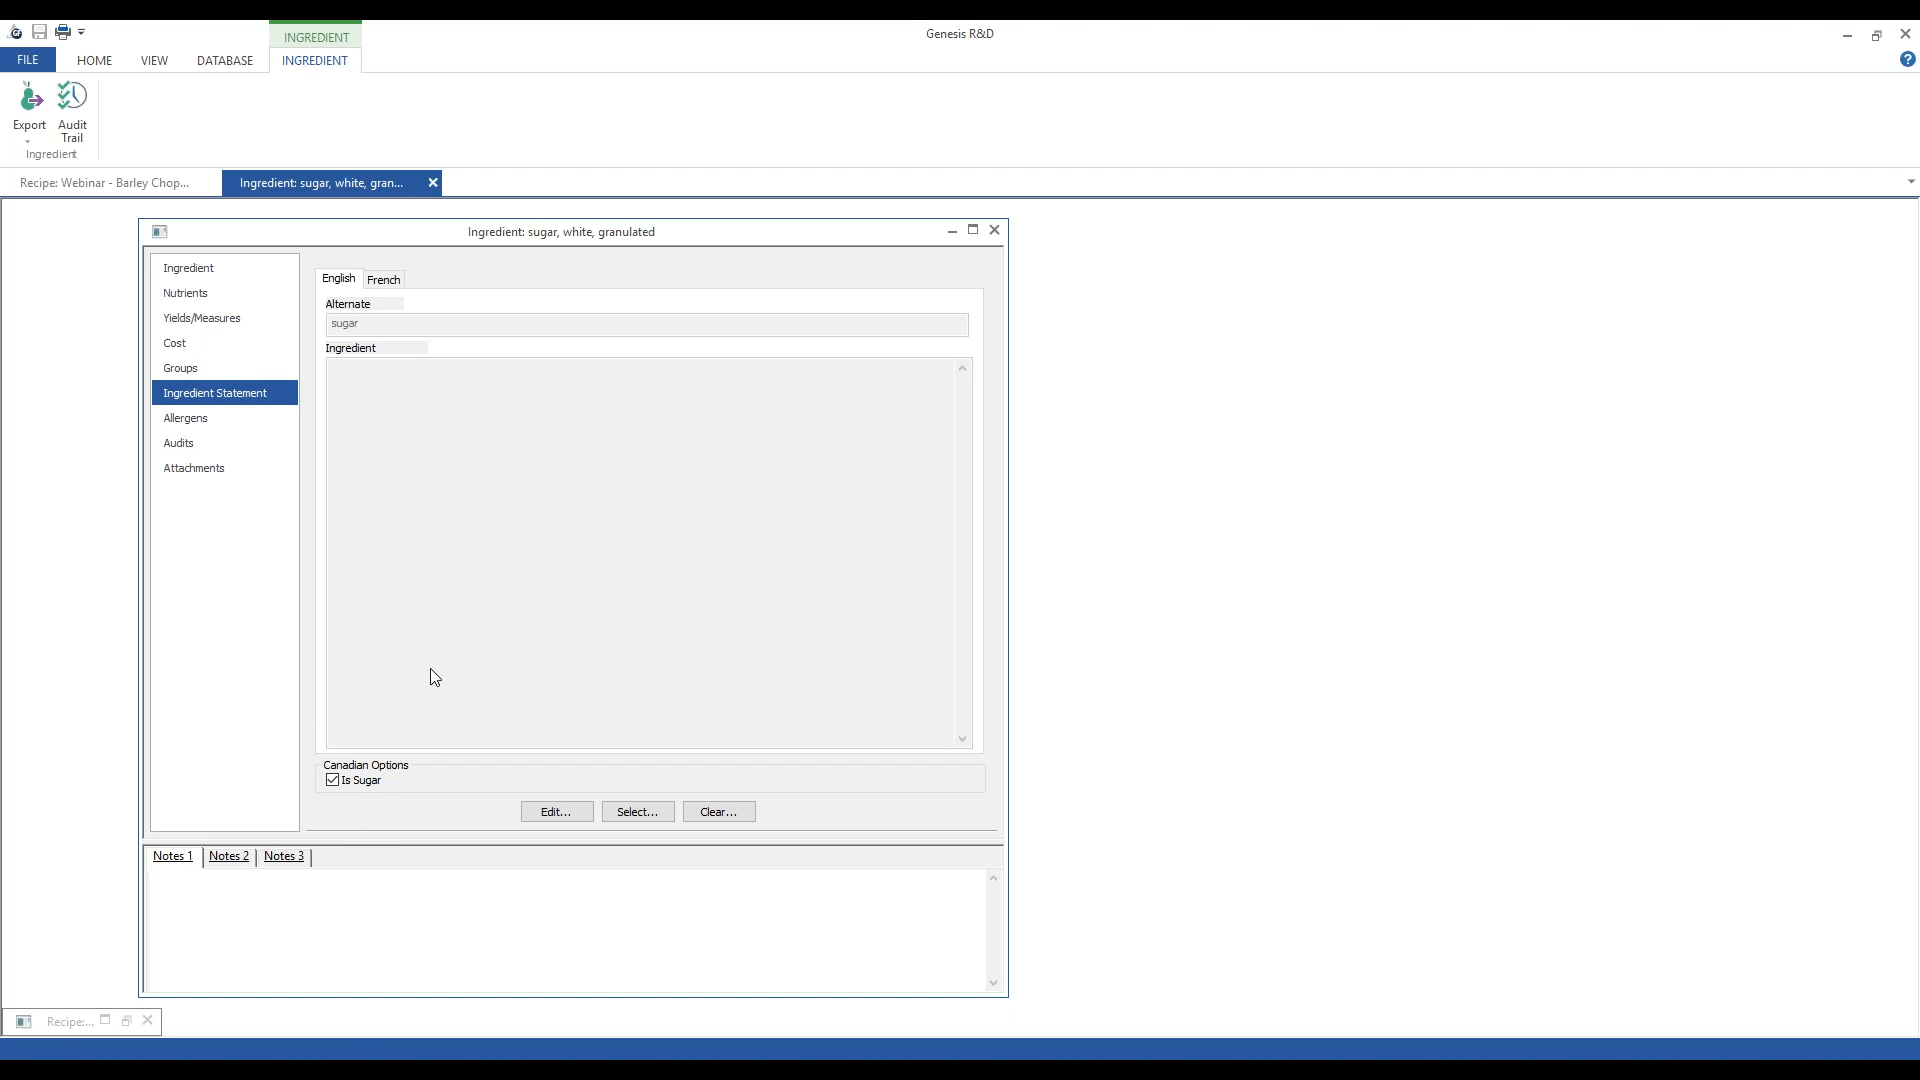 INGREDIENT
Genesis R&D
FILE
HOME
VIEW
DATABASE
INGREDIENT
Export
Audit
Trail
Ingredient
Recipe: Webinar - Barley Chop...
Ingredient: sugar, white, gran...
Ingredient: sugar, white, granulated
Ingredient
Nutrients
Yields/Measures
Cost
Groups
Ingredient Statement
Allergens
Audits
Attachments
English
French
Alternate
sugar
Ingredient
Canadian Options
Is Sugar
Edit...
Select...
Clear...
Notes 1
Notes 2
Notes 3
Recipe:...